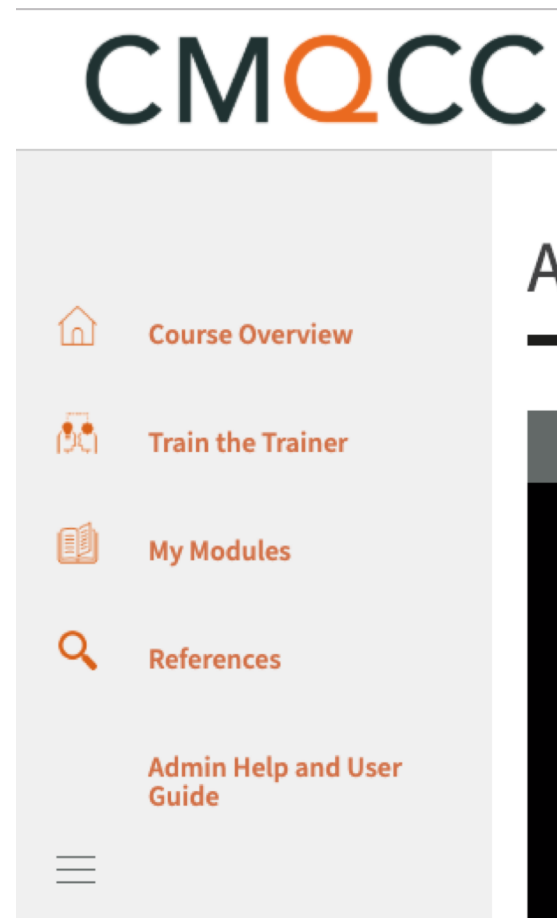 CMQCC
A
Course Overview
Train the Trainer
My Modules
References
Admin Help and User
Guide